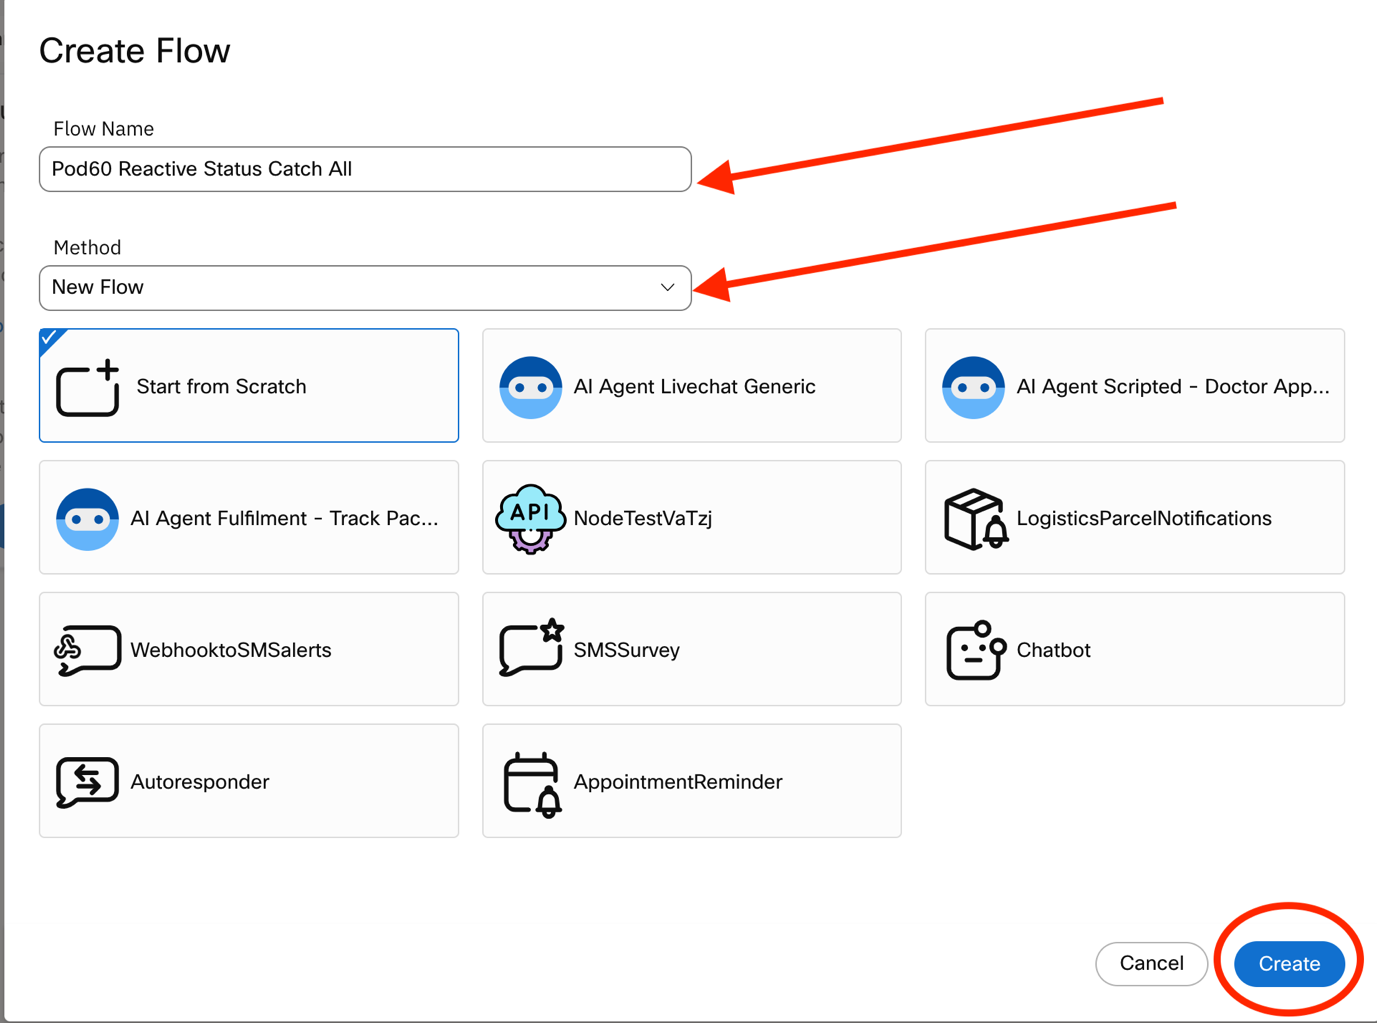 Create Flow
Flow Name
Pod60 Reactive Status Catch All
Method
New Flow
Start from Scratch
AI Agent Livechat Generic
AI Agent Scripted - Doctor App...
AI Agent Fulfilment - Track Pac...
API
NodeTestVaTzj
LogisticsParcelNotifications
WebhooktoSMSalerts
SMSSurvey
Chatbot
Autoresponder
AppointmentReminder
Cancel
Create